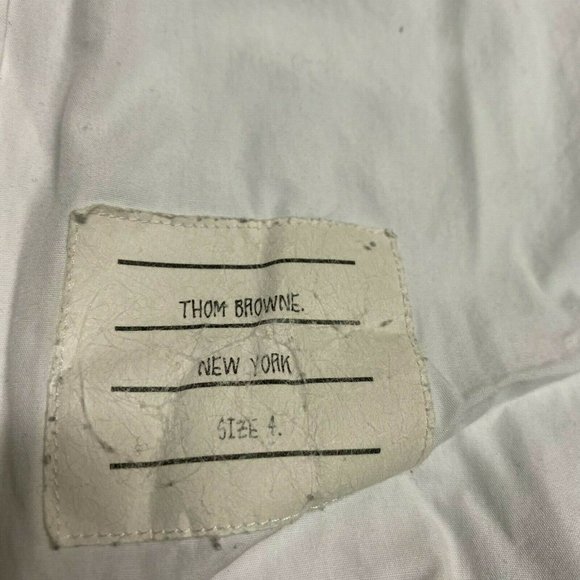 THOM BROWNE.
NEW YORK
SIZE 4.